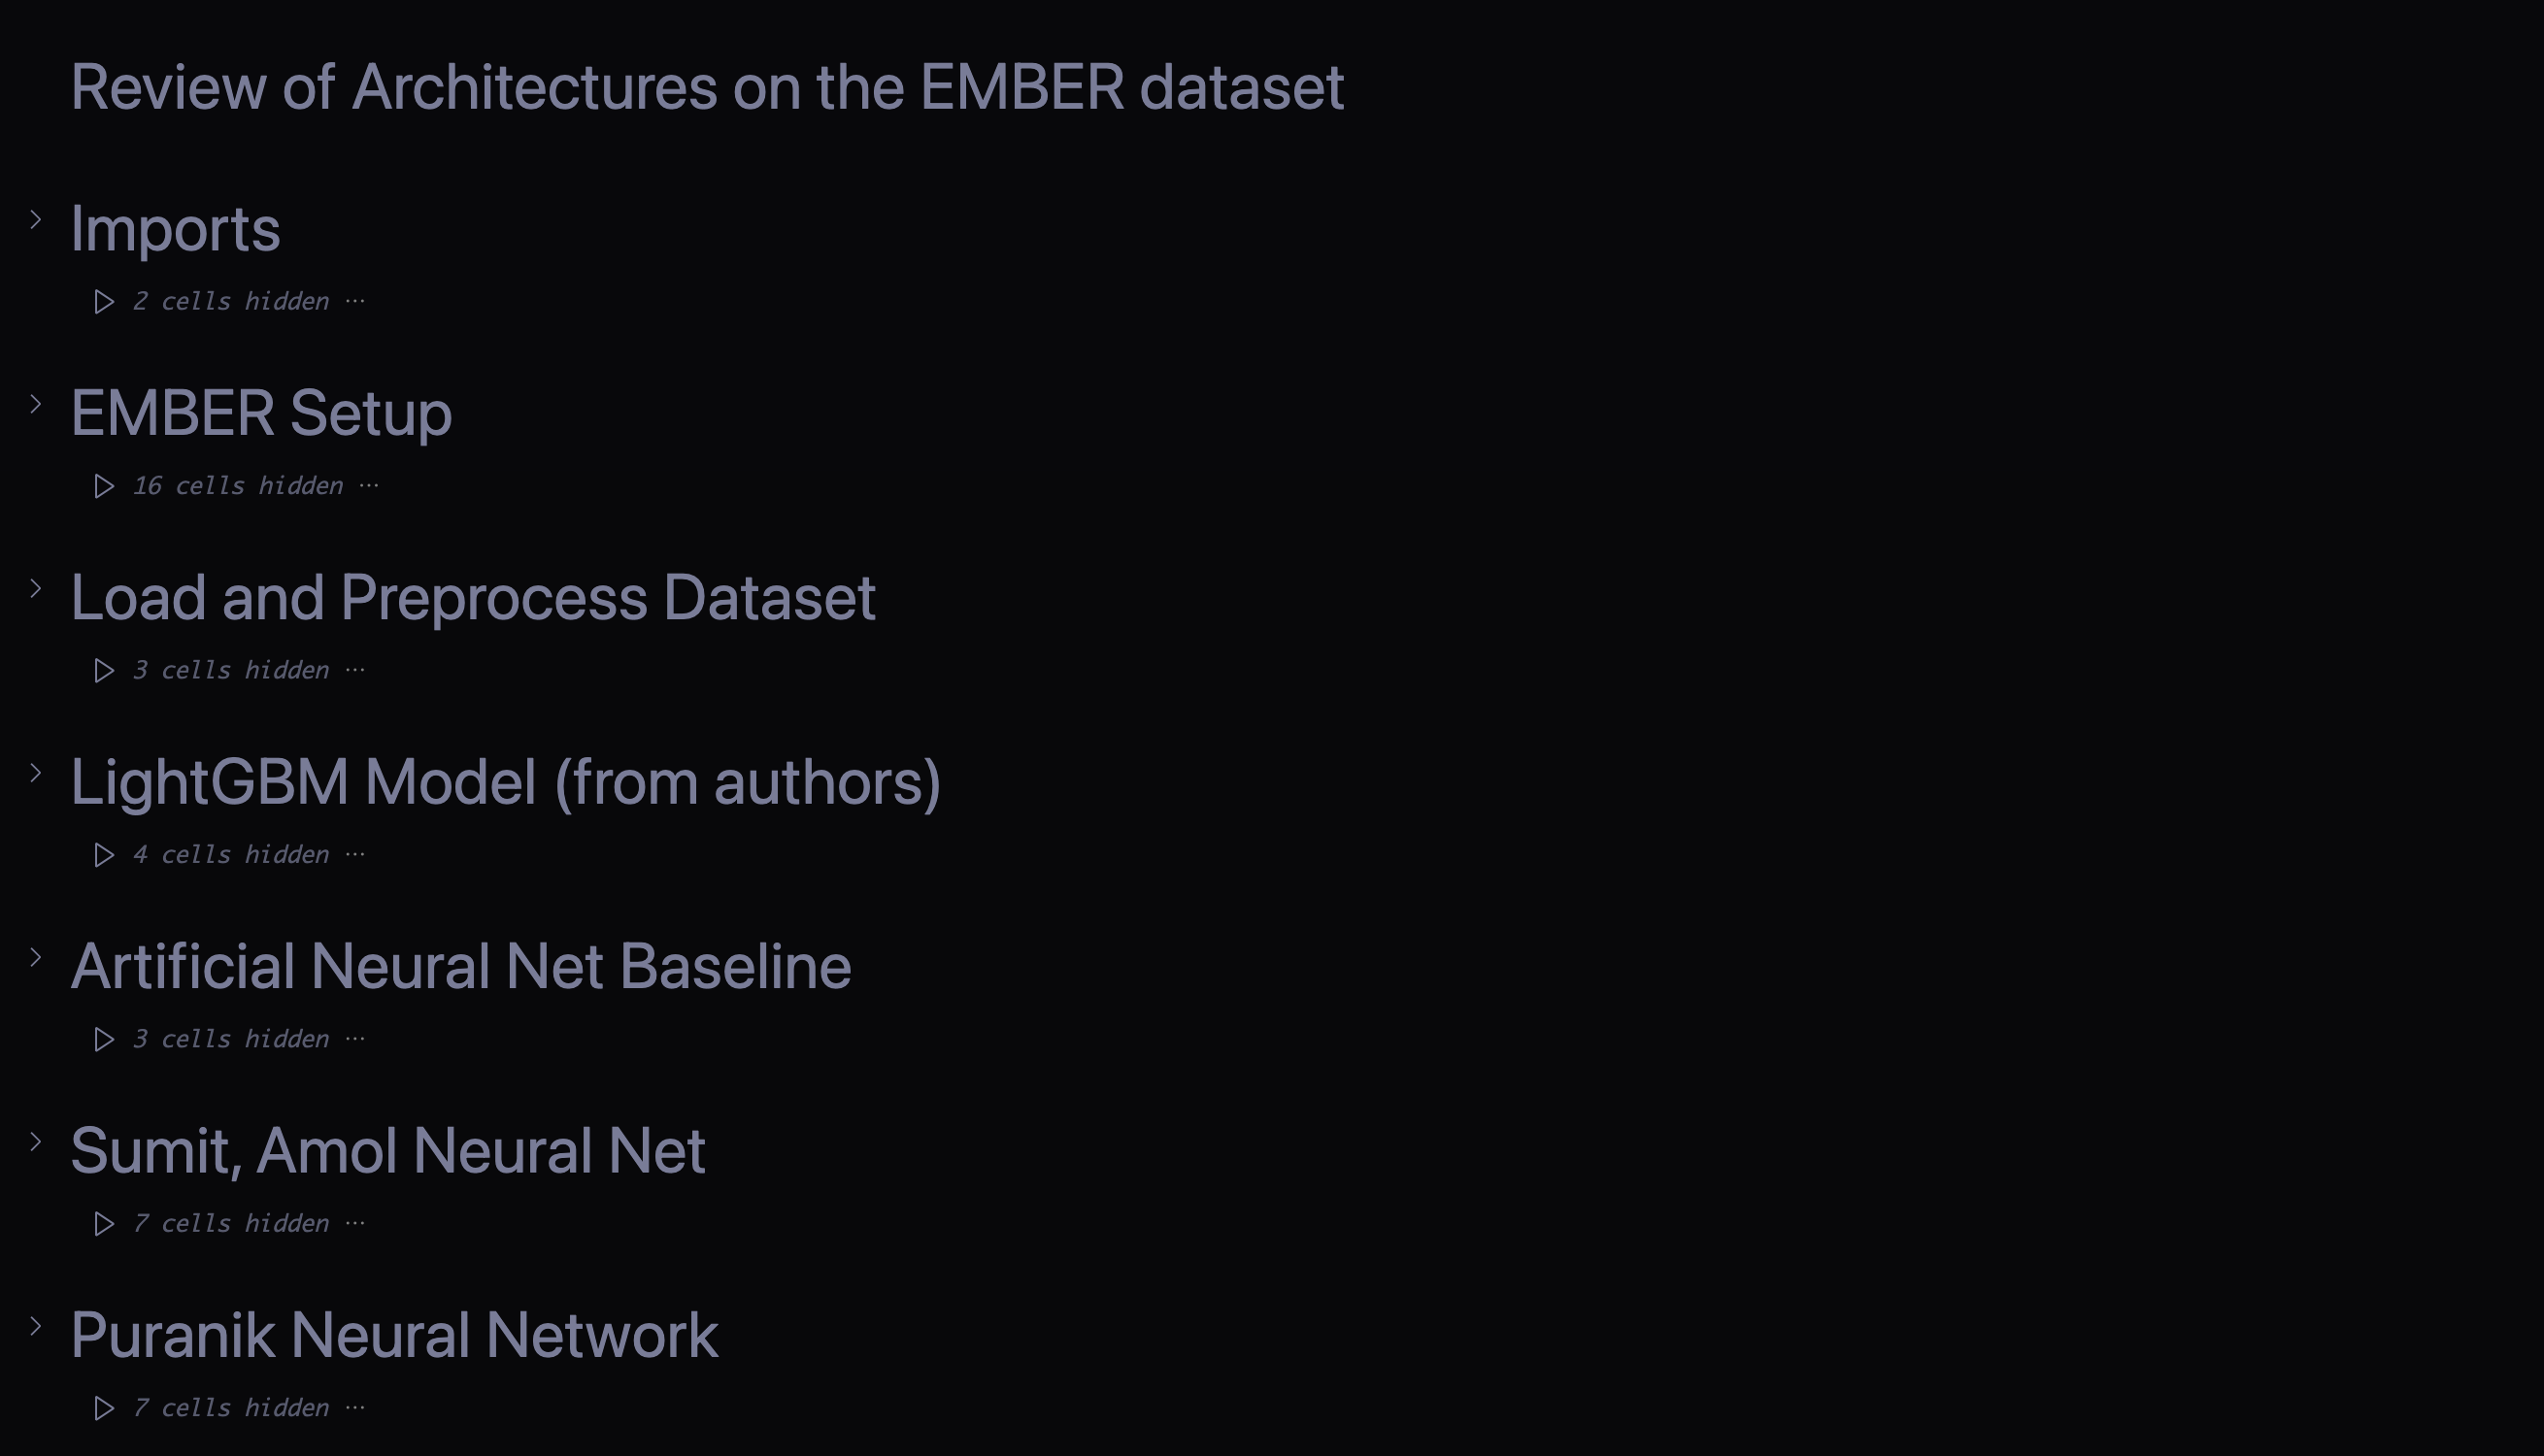 Review of Architectures on the EMBER dataset
Imports
2 cells hidden ···
EMBER Setup
16 cells hidden ···
Load and Preprocess Dataset
3 cells hidden ···
LightGBM Model (from authors)
4 cells hidden ···
Artificial Neural Net Baseline
3 cells hidden ···
Sumit, Amol Neural Net
7 cells hidden ···
Puranik Neural Network
7 cells hidden ···